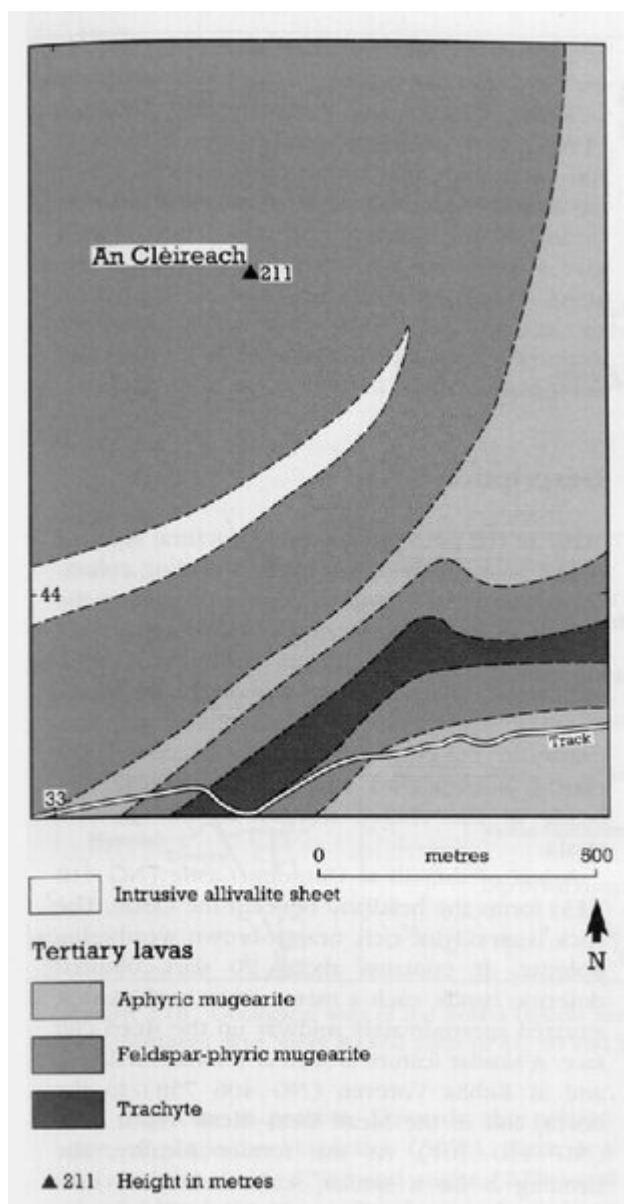 An Clèireach
211
44
Track
33
0 metres 500
Intrusive allivalite sheet
N
Tertiary lavas
Aphyric mugearite
Feldspar-phyric mugearite
Trachyte
211 Height in metres